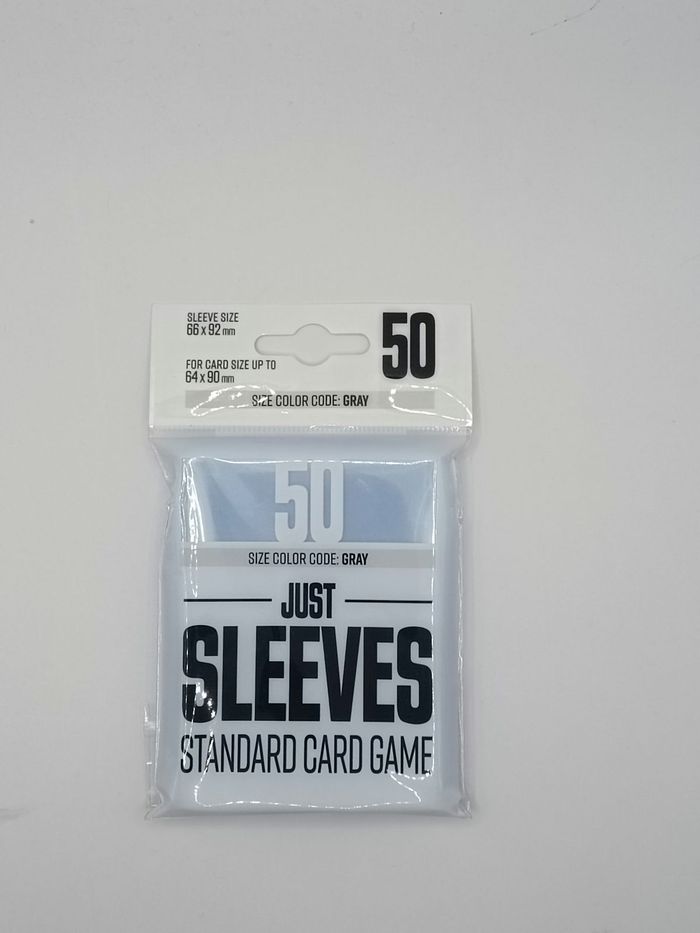 SLEEVE SIZE
66 x 92 mm
50
FOR CARD SIZE UP TO
64 x 90 mm
SIZE COLOR CODE: GRAY
50
SIZE COLOR CODE: GRAY
JUST
SLEEVES
STANDARD CARD GAME